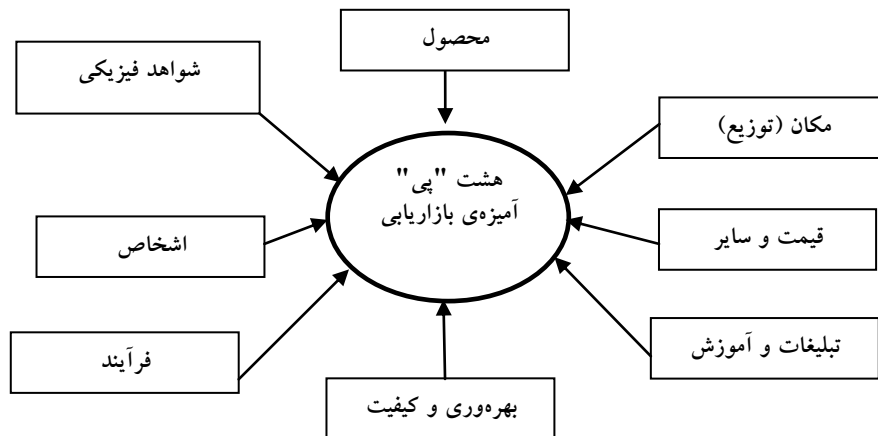 محصول
شواهد فیزیکی
مکان (توزیع)
هشت "پی"
آمیزه‌ی بازاریابی
اشخاص
قیمت و سایر
فرآیند
تبلیغات و آموزش
بهره‌وری و کیفیت